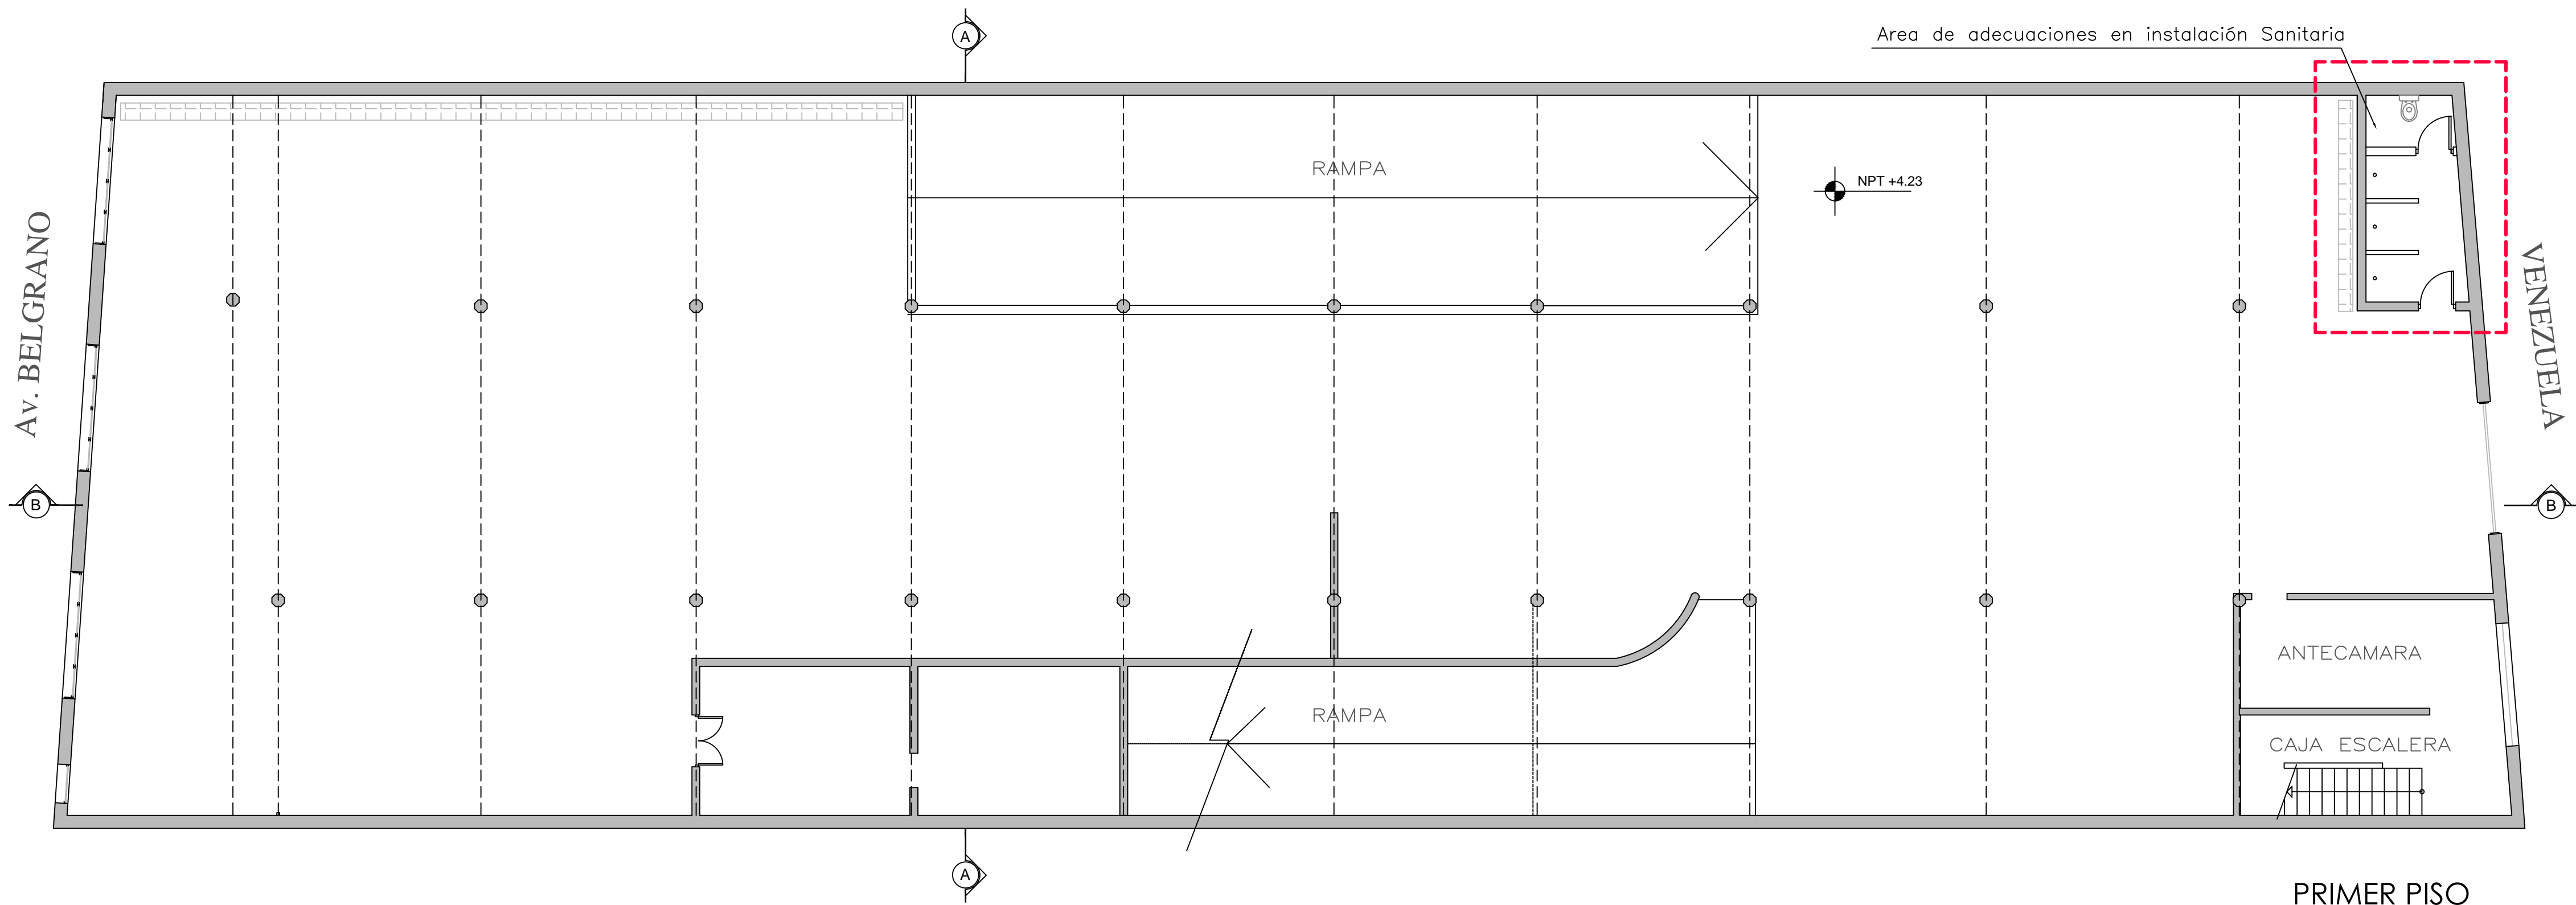 A
Area de adecuaciones en instalación Sanitaria
RAMPA
NPT +4.23
Av. BELGRANO
VENEZUELA
B
B
ANTECAMARA
RAMPA
CAJA ESCALERA
A
PRIMER PISO